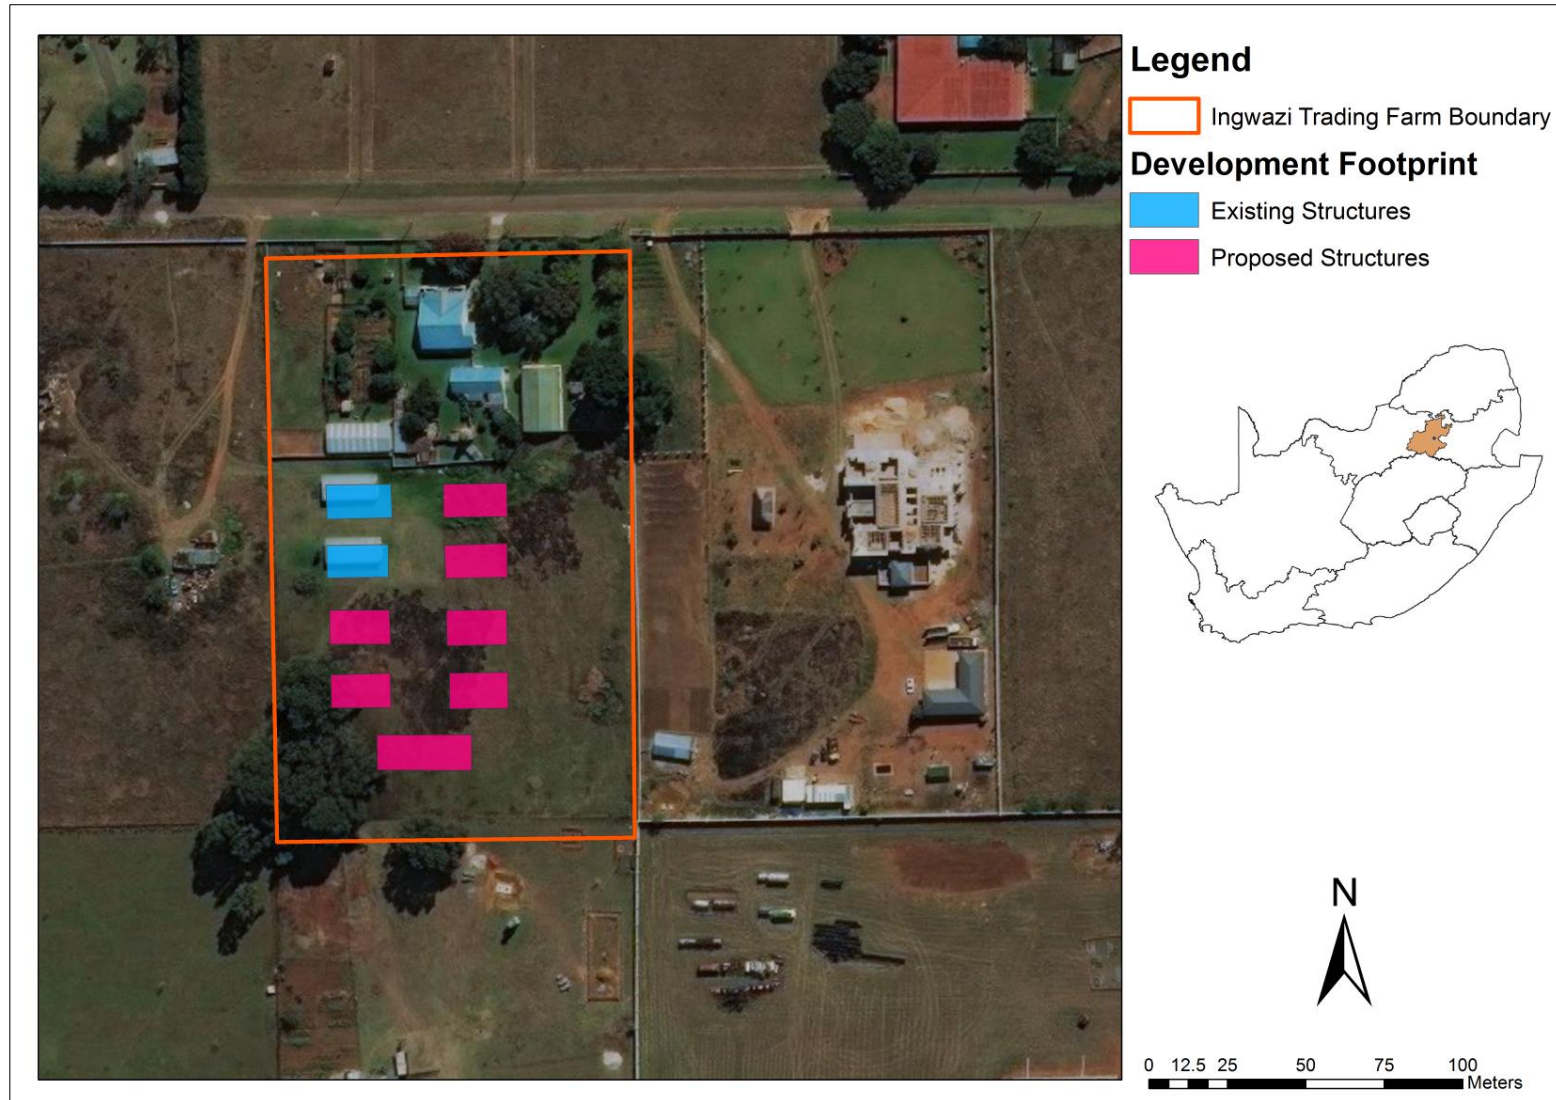 Legend
Ingwazi Trading Farm Boundary
Development Footprint
Existing Structures
Proposed Structures
N
0 12.5 25 50 75 100
Meters